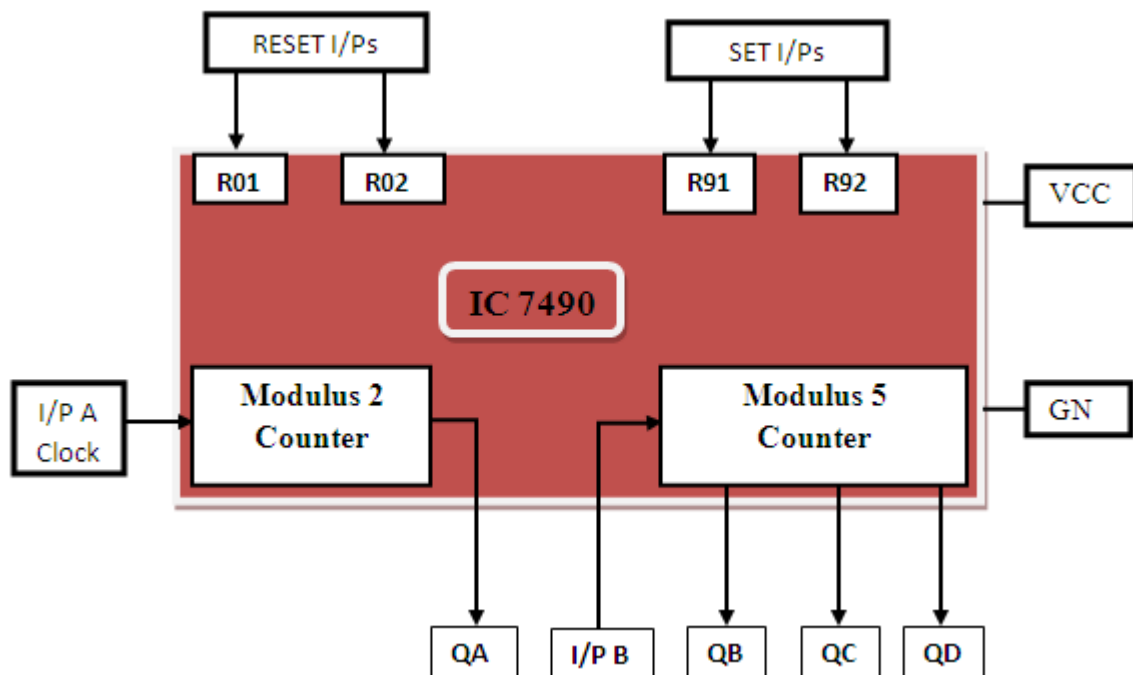 RESET I/Ps
SET I/Ps
R01
R02
R91
R92
VCC
IC 7490
I/P A
Clock
Modulus 2
Counter
Modulus 5
Counter
GN
QA
I/P B
QB
QC
QD